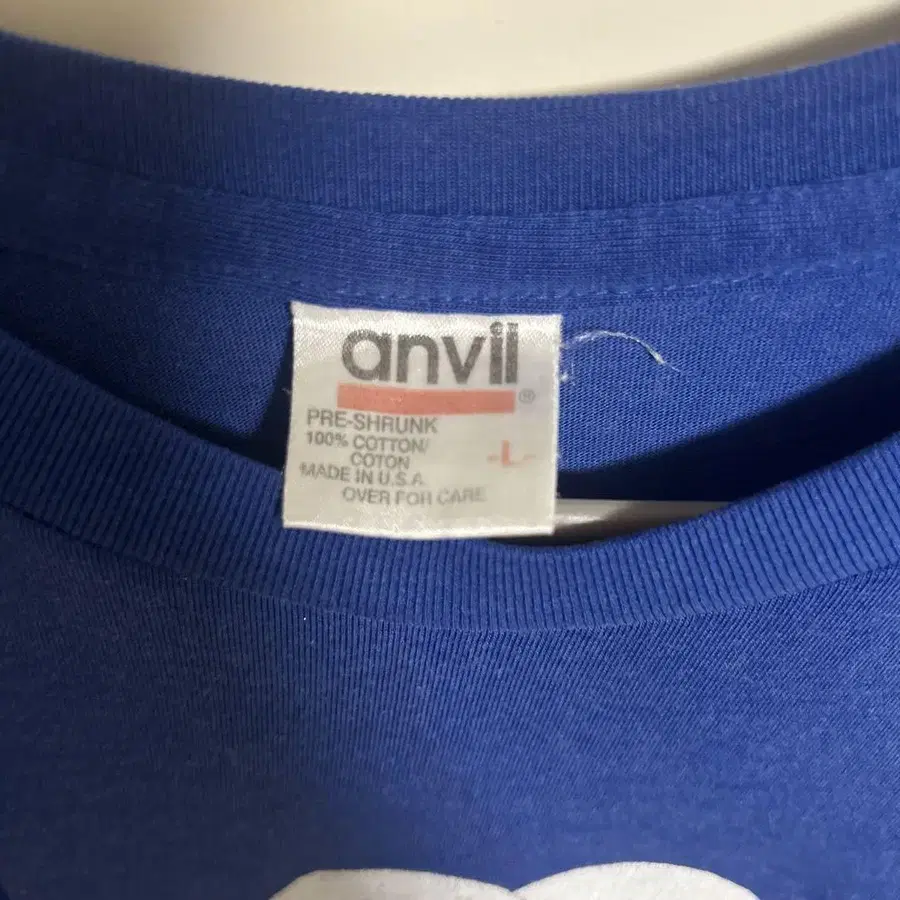 anvil
®
PRE-SHRUNK
100% COTTON/
COTON
-L-
MADE IN U.S.A.
OVER FOR CARE